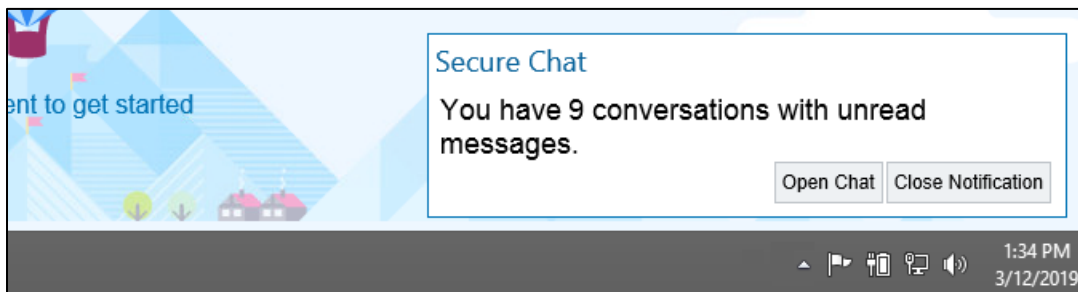 Secure Chat
You have 9 conversations with unread
messages.
Open Chat Close Notification
to get started
1:34 PM
3/12/2019